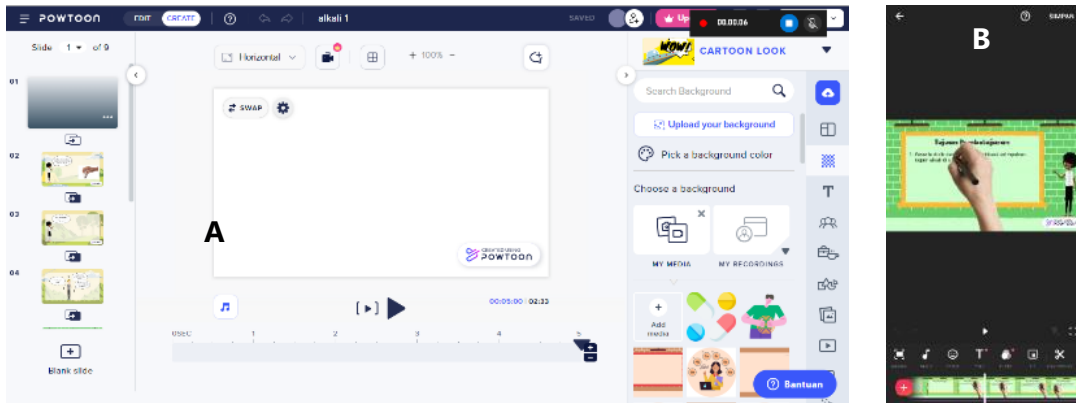 POWTOON EDIT CREATE alkali 1 SAVED Up 00:00:06
Slide 1 of 9
01
02
03
04
Blank slide
Horizontal + 100% −
SWAP
A
CREATED USING
POWTOON
00:05:00 02:33
0SEC 1 2 3 4 5
WOW! CARTOON LOOK
Search Background
Upload your background
Pick a background color
Choose a background
MY MEDIA MY RECORDINGS
Add
media
Bantuan
SIMPAN
B
Tujuan Pembelajaran